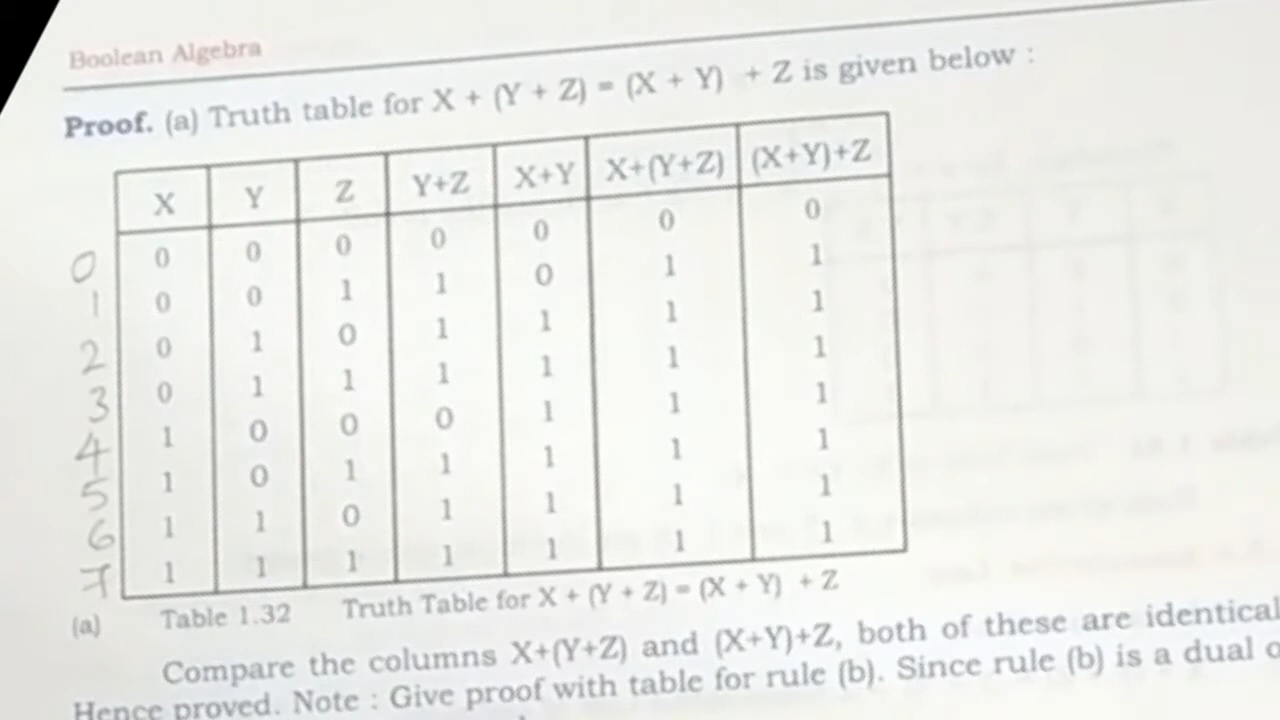 Boolean Algebra
Proof. (a) Truth table for X + (Y + Z) = (X + Y) + Z is given below :
X Y Z Y+Z X+Y X+(Y+Z) (X+Y)+Z
0 0 0 0 0 0 0 0
1 0 0 1 1 0 1 1
2 0 1 0 1 1 1 1
3 0 1 1 1 1 1 1
4 1 0 0 0 1 1 1
5 1 0 1 1 1 1 1
6 1 1 0 1 1 1 1
7 1 1 1 1 1 1 1
(a) Table 1.32 Truth Table for X + (Y + Z) = (X + Y) + Z
Compare the columns X+(Y+Z) and (X+Y)+Z, both of these are identical
Hence proved. Note : Give proof with table for rule (b). Since rule (b) is a dual o